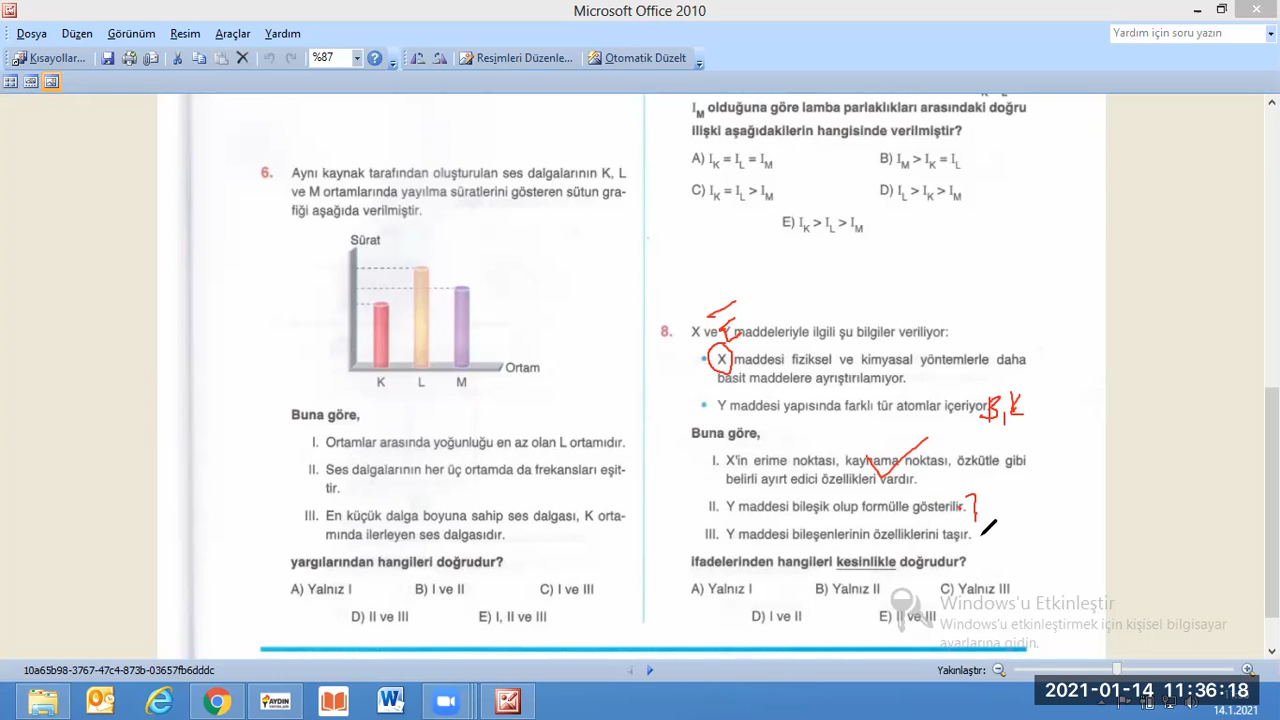 Microsoft Office 2010
Dosya Düzen Görünüm Resim Araçlar Yardım
Yardım için soru yazın
Kısayollar... %87 Resimleri Düzenle... Otomatik Düzelt
6. Aynı kaynak tarafından oluşturulan ses dalgalarının K, L
ve M ortamlarında yayılma süratlerini gösteren sütun gra-
fiği aşağıda verilmiştir.
Sürat
Ortam
K L M
Buna göre,
I. Ortamlar arasında yoğunluğu en az olan L ortamıdır.
II. Ses dalgalarının her üç ortamda da frekansları eşit-
tir.
III. En küçük dalga boyuna sahip ses dalgası, K orta-
mında ilerleyen ses dalgasıdır.
yargılarından hangileri doğrudur?
A) Yalnız I B) I ve II C) I ve III
D) II ve III E) I, II ve III
I_M olduğuna göre lamba parlaklıkları arasındaki doğru
ilişki aşağıdakilerin hangisinde verilmiştir?
A) I_K = I_L = I_M B) I_M > I_K = I_L
C) I_K = I_L > I_M D) I_L > I_K > I_M
E) I_K > I_L > I_M
8. X ve Y maddeleriyle ilgili şu bilgiler veriliyor:
• X maddesi fiziksel ve kimyasal yöntemlerle daha
basit maddelere ayrıştırılamıyor.
• Y maddesi yapısında farklı tür atomlar içeriyor.
B, K
Buna göre,
I. X'in erime noktası, kaynama noktası, özkütle gibi
belirli ayırt edici özellikleri vardır.
II. Y maddesi bileşik olup formülle gösterilir. ?
III. Y maddesi bileşenlerinin özelliklerini taşır.
ifadelerinden hangileri kesinlikle doğrudur?
A) Yalnız I B) Yalnız II C) Yalnız III
D) I ve II E) II ve III
Windows'u Etkinleştir
Windows'u etkinleştirmek için kişisel bilgisayar
ayarlarına gidin.
10a65b98-3767-47c4-873b-03657fb6dddc
Yakınlaştır:
AYDIN
2021-01-14 11:36:18
14.1.2021